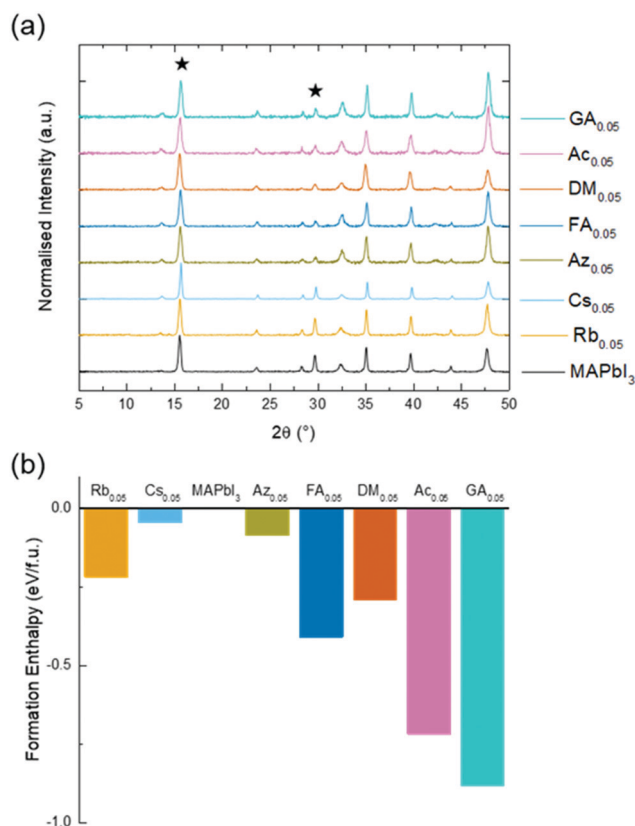 (a)
Normalised Intensity (a.u.)
GA0.05
Ac0.05
DM0.05
FA0.05
Az0.05
Cs0.05
Rb0.05
MAPbI3
5 10 15 20 25 30 35 40 45 50
2θ (°)
(b)
Rb0.05 Cs0.05 MAPbI3 Az0.05 FA0.05 DM0.05 Ac0.05 GA0.05
0.0
-0.5
-1.0
Formation Enthalpy (eV/f.u.)